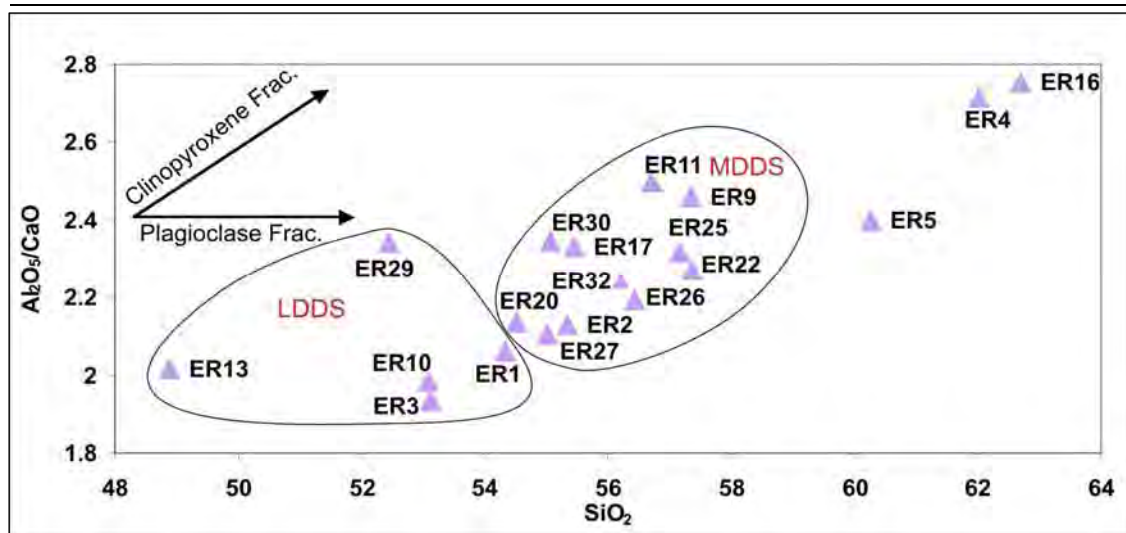 2.8
2.6
2.4
2.2
2
1.8
Al₂O₅/CaO
Clinopyroxene Frac.
Plagioclase Frac.
ER16
ER4
ER11
MDDS
ER9
ER5
ER30
ER25
ER17
ER29
ER32
ER22
LDDS
ER20
ER26
ER2
ER27
ER13
ER10
ER1
ER3
48 50 52 54 56 58 60 62 64
SiO₂